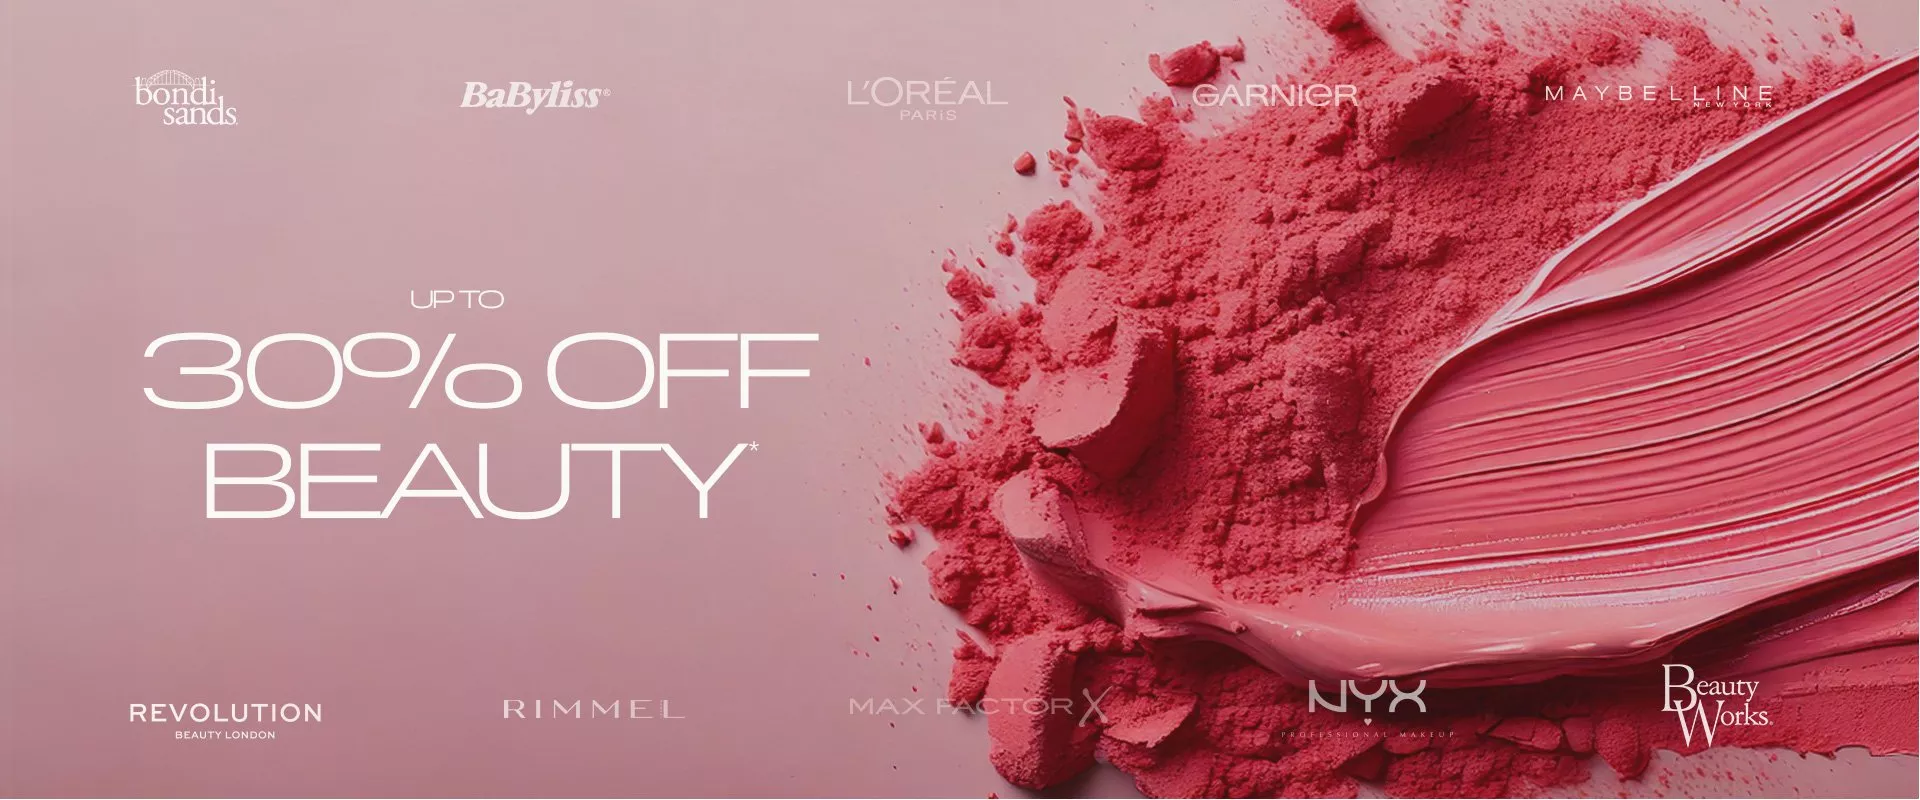 bondi
sands
BaByliss®
L'ORÉAL
PARiS
GARNIER
MAYBELLINE
NEW YORK
UP TO
30% OFF
BEAUTY*
REVOLUTION
BEAUTY LONDON
RIMMEL
MAX FACTOR X
NYX
PROFESSIONAL MAKEUP
Beauty
Works.